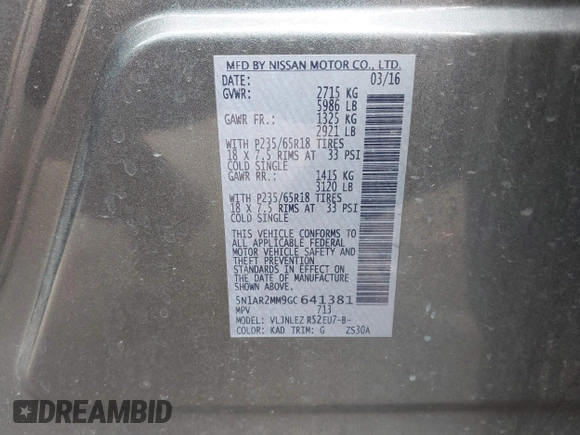 MFD BY NISSAN MOTOR CO., LTD.
DATE: 03/16
GVWR: 2715 KG
5986 LB
GAWR FR.: 1325 KG
2921 LB
WITH P235/65R18 TIRES
18 X 7.5 RIMS AT 33 PSI
COLD SINGLE
GAWR RR.: 1415 KG
3120 LB
WITH P235/65R18 TIRES
18 X 7.5 RIMS AT 33 PSI
COLD SINGLE
THIS VEHICLE CONFORMS TO
ALL APPLICABLE FEDERAL
MOTOR VEHICLE SAFETY
STANDARDS IN EFFECT ON THE
DATE OF MANUFACTURE
SHOWN ABOVE.
5N1AR2MM9GC641381
MPV 713
MODEL: VLJNLEZ R52EU7-B-
COLOR: KAD TRIM: G ZS30A
DREAMBID